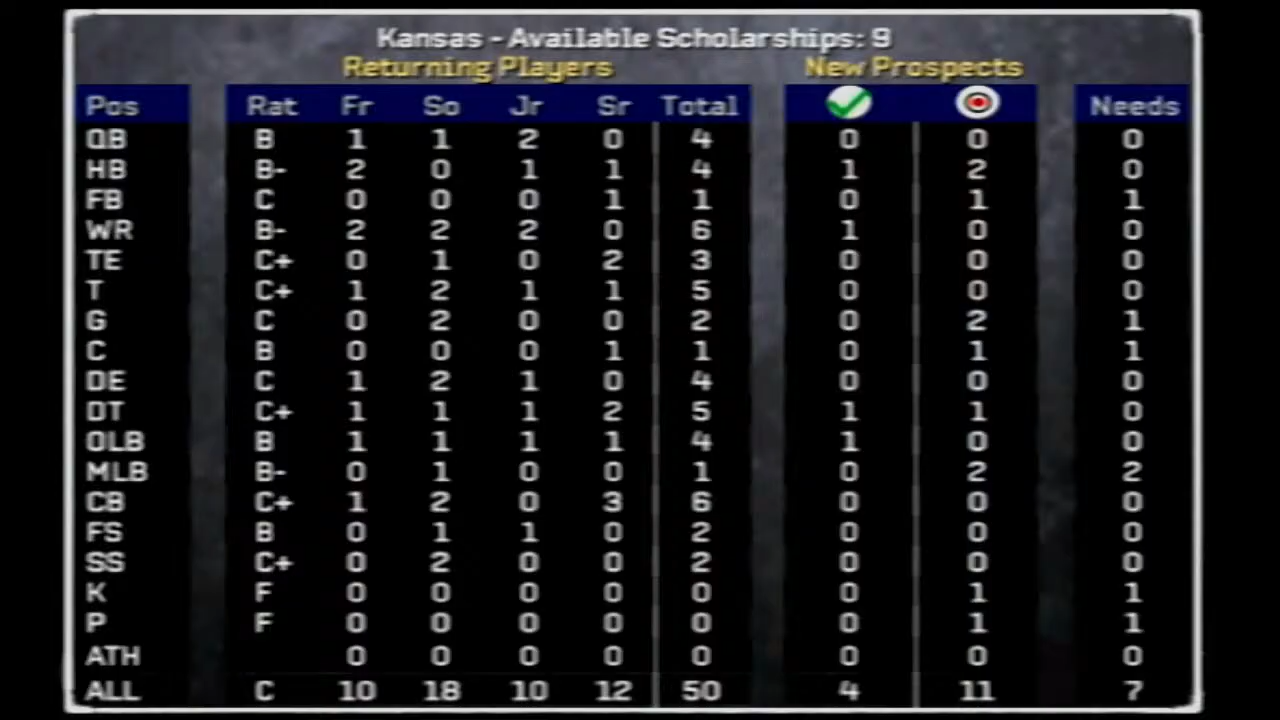 Kansas - Available Scholarships: 9
Returning Players New Prospects
Pos Rat Fr So Jr Sr Total Needs
QB B 1 1 2 0 4 0 0 0
HB B- 2 0 1 1 4 1 2 0
FB C 0 0 0 1 1 0 1 1
WR B- 2 2 2 0 6 1 0 0
TE C+ 0 1 0 2 3 0 0 0
T C+ 1 2 1 1 5 0 0 0
G C 0 2 0 0 2 0 2 1
C B 0 0 0 1 1 0 1 1
DE C 1 2 1 0 4 0 0 0
DT C+ 1 1 1 2 5 1 1 0
OLB B 1 1 1 1 4 1 0 0
MLB B- 0 1 0 0 1 0 2 2
CB C+ 1 2 0 3 6 0 0 0
FS B 0 1 1 0 2 0 0 0
SS C+ 0 2 0 0 2 0 0 0
K F 0 0 0 0 0 0 1 1
P F 0 0 0 0 0 0 1 1
ATH 0 0 0 0 0 0 0 0
ALL C 10 18 10 12 50 4 11 7